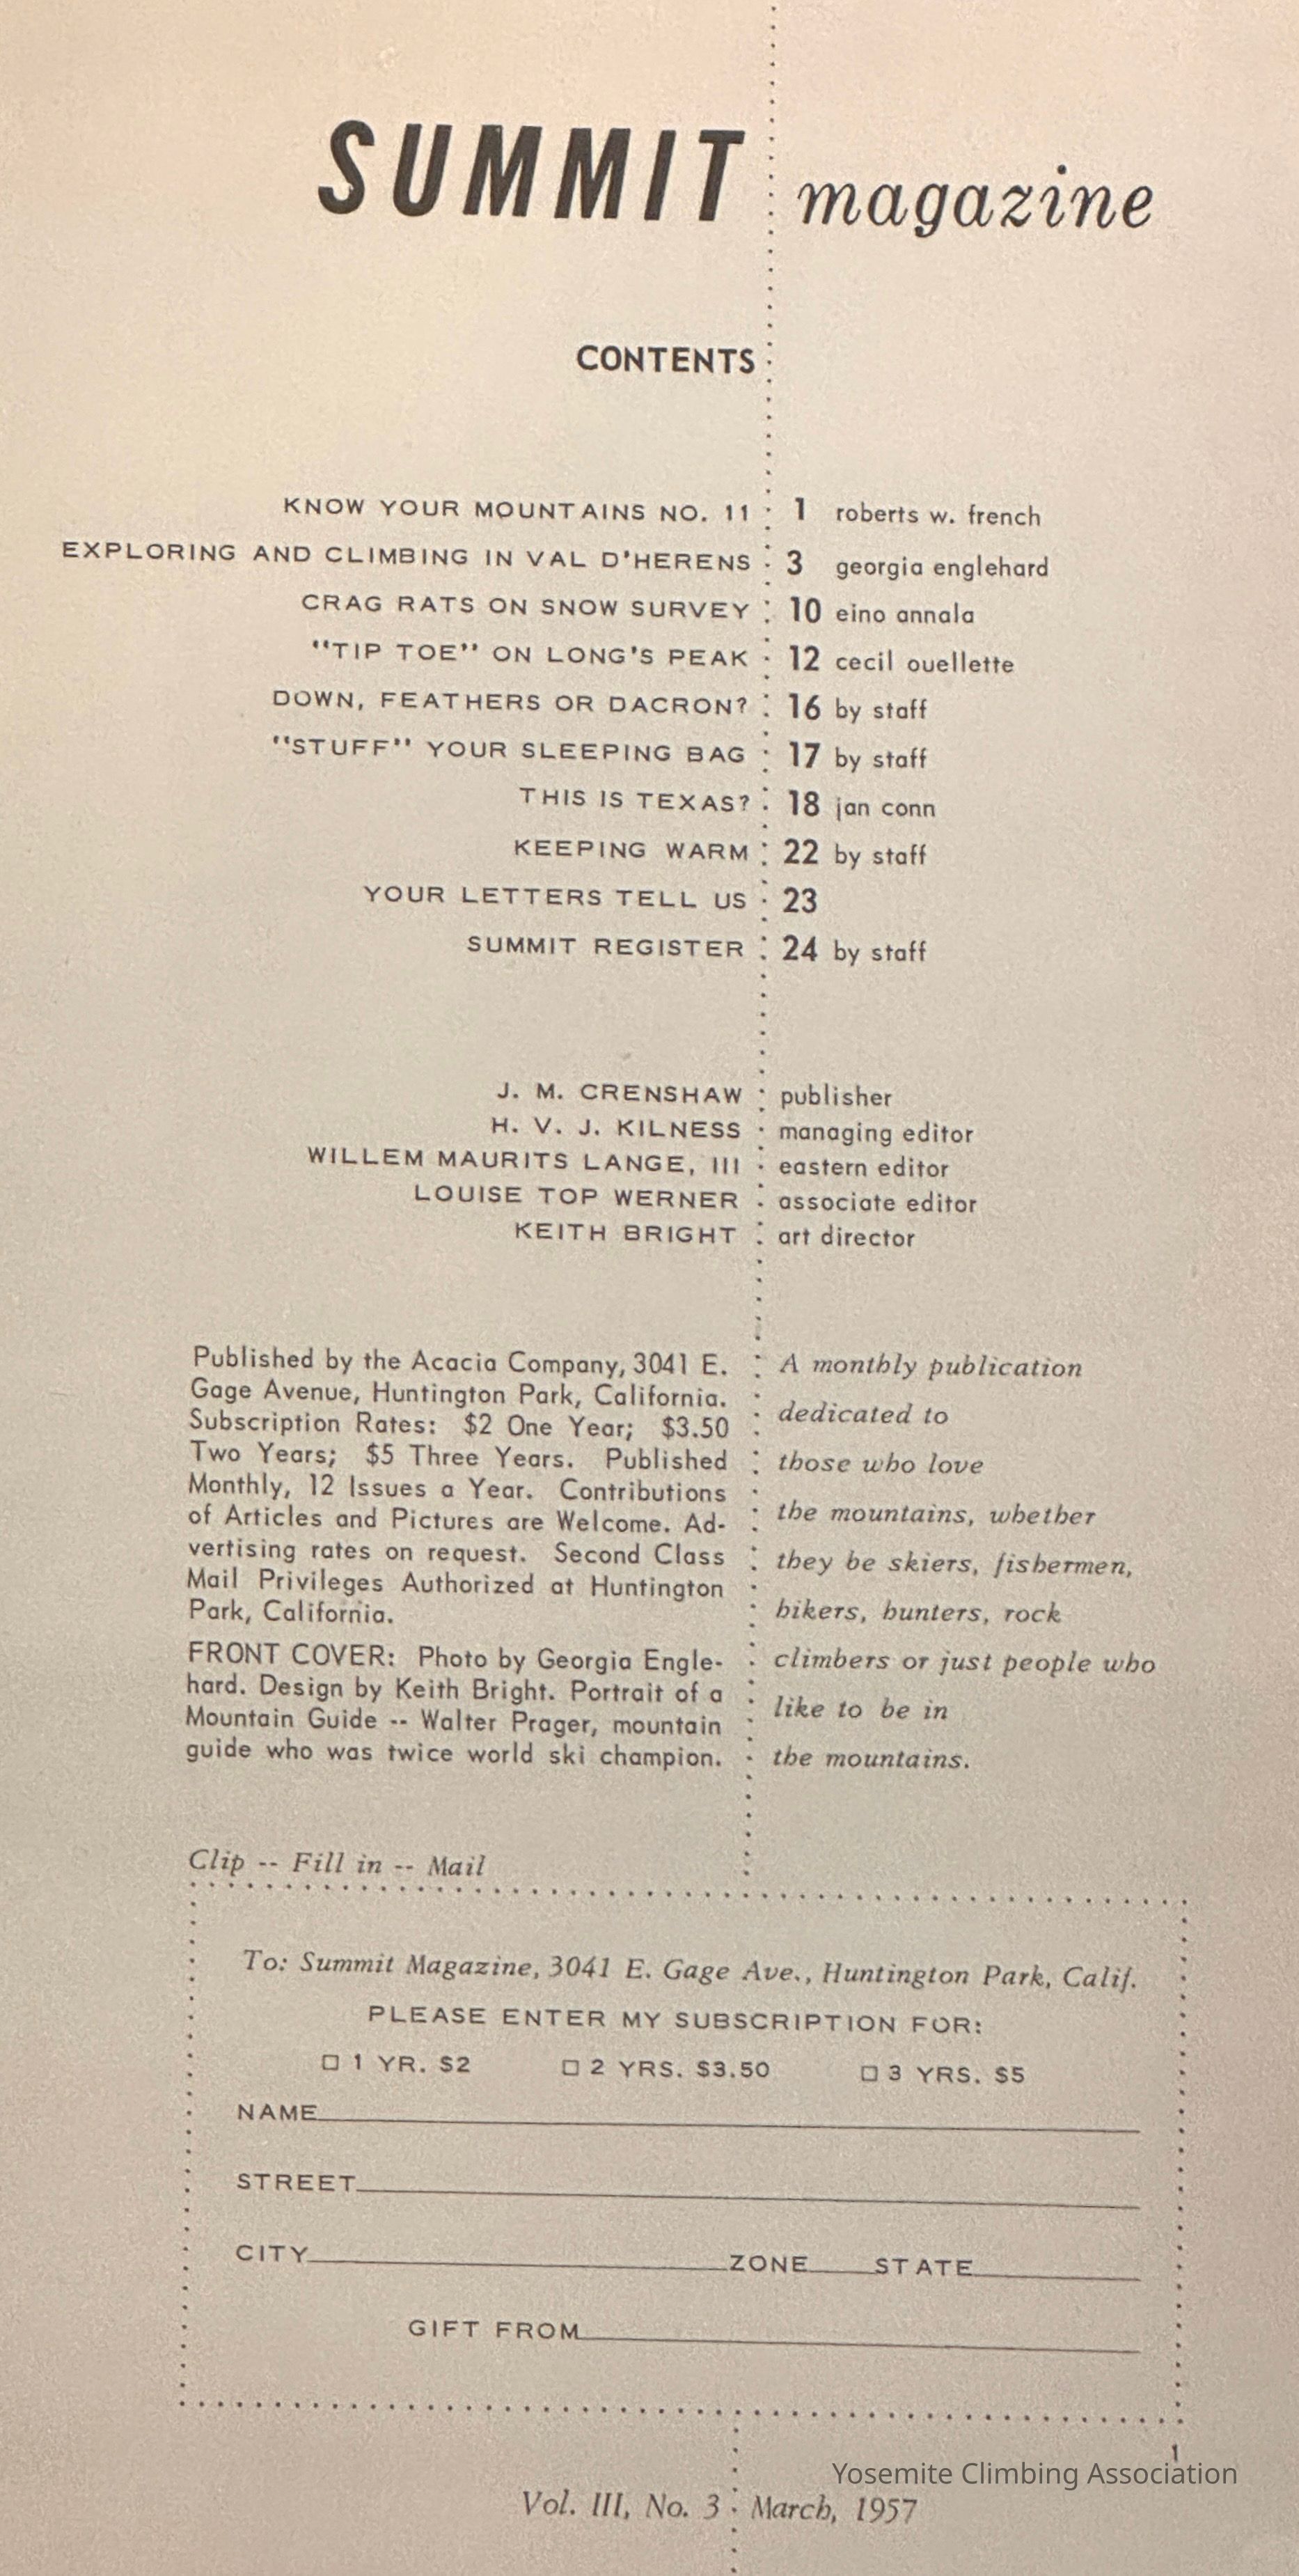 SUMMIT magazine
CONTENTS
KNOW YOUR MOUNTAINS NO. 11 1 roberts w. french
EXPLORING AND CLIMBING IN VAL D'HERENS 3 georgia englehard
CRAG RATS ON SNOW SURVEY 10 eino annala
"TIP TOE" ON LONG'S PEAK 12 cecil ouellette
DOWN, FEATHERS OR DACRON? 16 by staff
"STUFF" YOUR SLEEPING BAG 17 by staff
THIS IS TEXAS? 18 jan conn
KEEPING WARM 22 by staff
YOUR LETTERS TELL US 23
SUMMIT REGISTER 24 by staff
J. M. CRENSHAW publisher
H. V. J. KILNESS managing editor
WILLEM MAURITS LANGE, III eastern editor
LOUISE TOP WERNER associate editor
KEITH BRIGHT art director
Published by the Acacia Company, 3041 E.
Gage Avenue, Huntington Park, California.
Subscription Rates: $2 One Year; $3.50
Two Years; $5 Three Years. Published
Monthly, 12 Issues a Year. Contributions
of Articles and Pictures are Welcome. Ad-
vertising rates on request. Second Class
Mail Privileges Authorized at Huntington
Park, California.
FRONT COVER: Photo by Georgia Engle-
hard. Design by Keith Bright. Portrait of a
Mountain Guide -- Walter Prager, mountain
guide who was twice world ski champion.
A monthly publication
dedicated to
those who love
the mountains, whether
they be skiers, fishermen,
hikers, hunters, rock
climbers or just people who
like to be in
the mountains.
Clip -- Fill in -- Mail
To: Summit Magazine, 3041 E. Gage Ave., Huntington Park, Calif.
PLEASE ENTER MY SUBSCRIPTION FOR:
□ 1 YR. $2 □ 2 YRS. $3.50 □ 3 YRS. $5
NAME
STREET
CITY ZONE STATE
GIFT FROM
1
Yosemite Climbing Association
Vol. III, No. 3 March, 1957